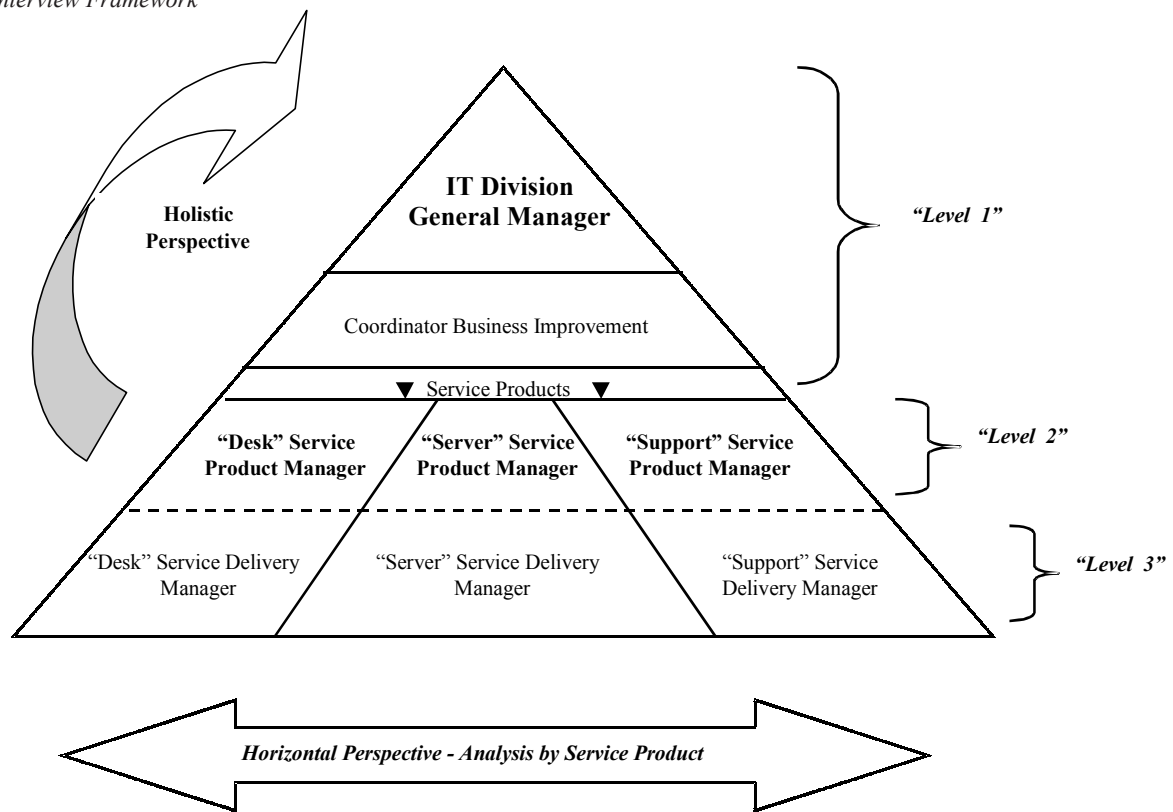 Interview Framework
IT Division
General Manager
Holistic
Perspective
“Level 1”
Coordinator Business Improvement
Service Products
“Desk” Service
Product Manager
“Server” Service
Product Manager
“Support” Service
Product Manager
“Level 2”
“Desk” Service Delivery
Manager
“Server” Service Delivery
Manager
“Support” Service
Delivery Manager
“Level 3”
Horizontal Perspective - Analysis by Service Product